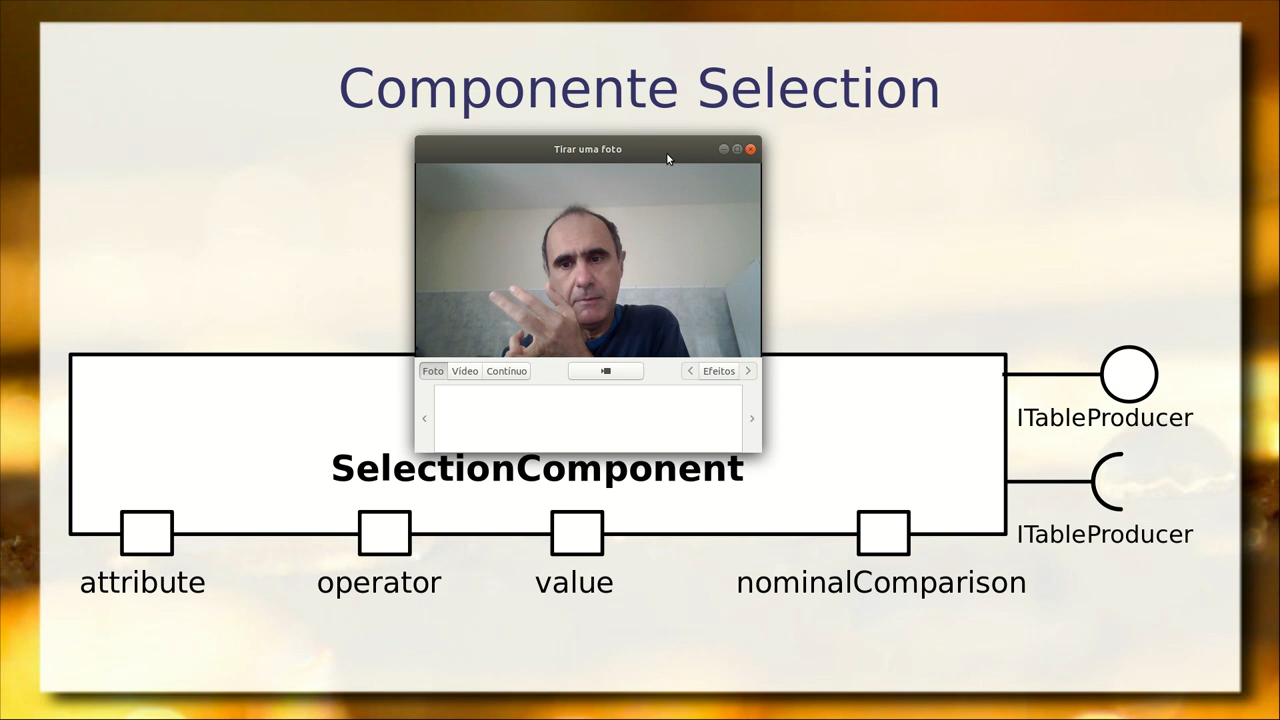 Componente Selection
Tirar uma foto
Foto Vídeo Contínuo Efeitos
ITableProducer
SelectionComponent
ITableProducer
attribute operator value nominalComparison